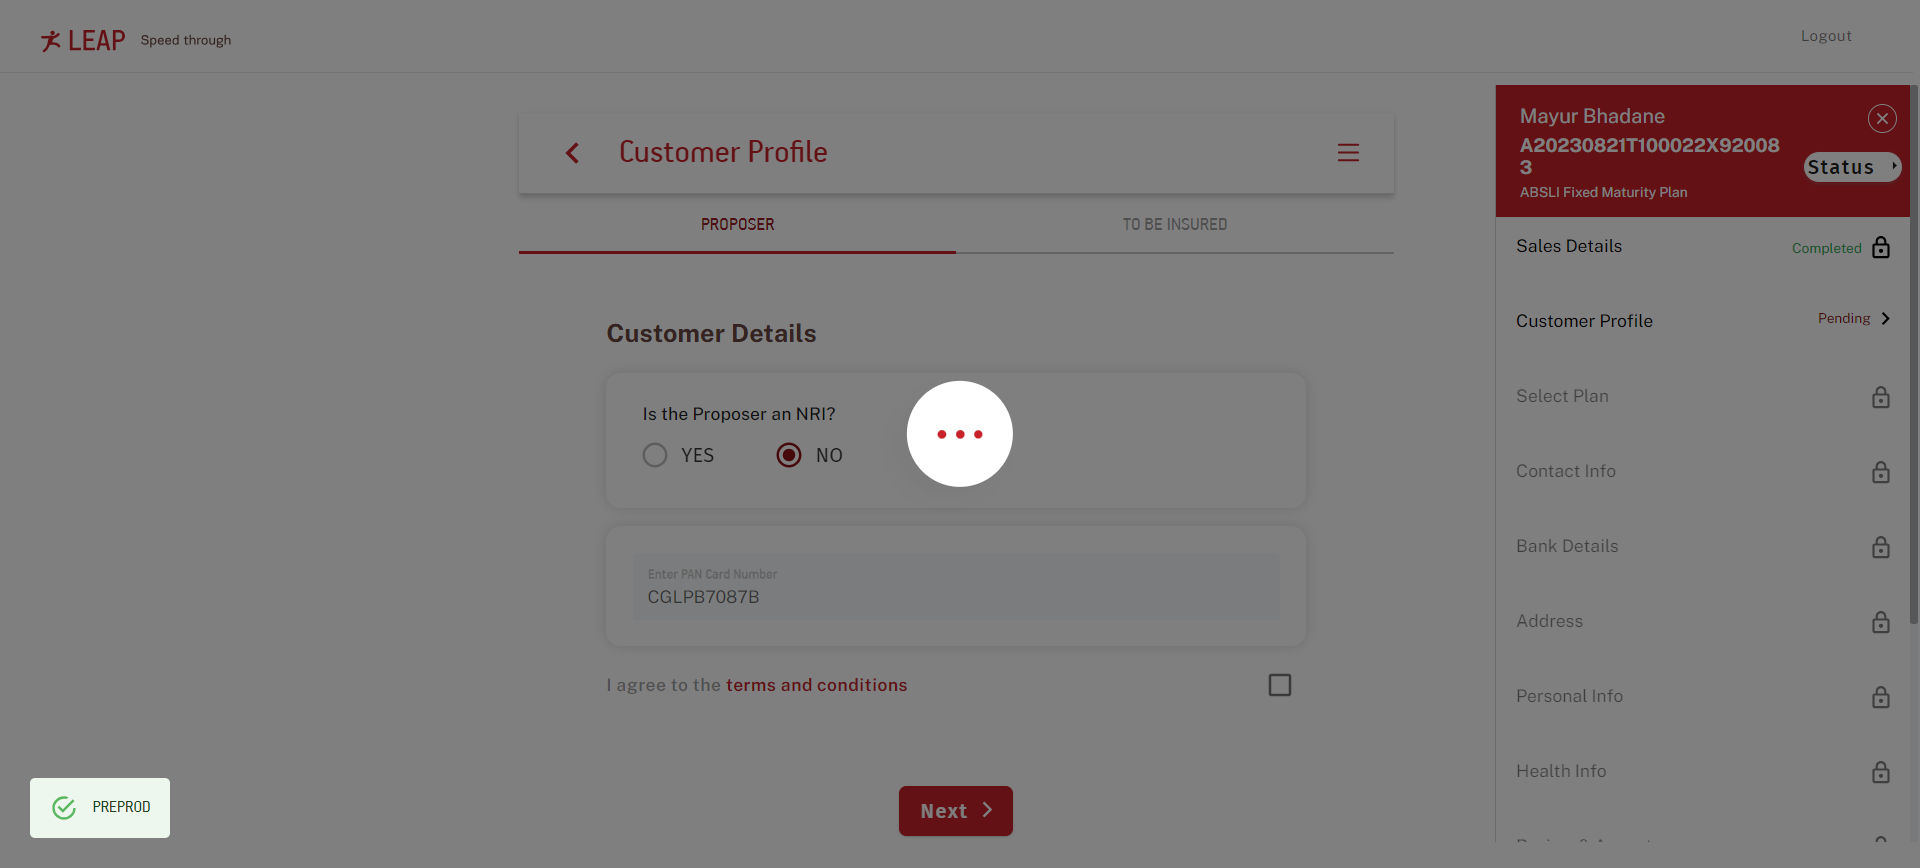 LEAP Speed through
Logout
Customer Profile
PROPOSER
TO BE INSURED
Customer Details
Is the Proposer an NRI?
YES
NO
Enter PAN Card Number
CGLPB7087B
I agree to the terms and conditions
Next
PREPROD
Mayur Bhadane
A20230821T100022X92008
3
Status
ABSLI Fixed Maturity Plan
Sales Details
Completed
Customer Profile
Pending
Select Plan
Contact Info
Bank Details
Address
Personal Info
Health Info